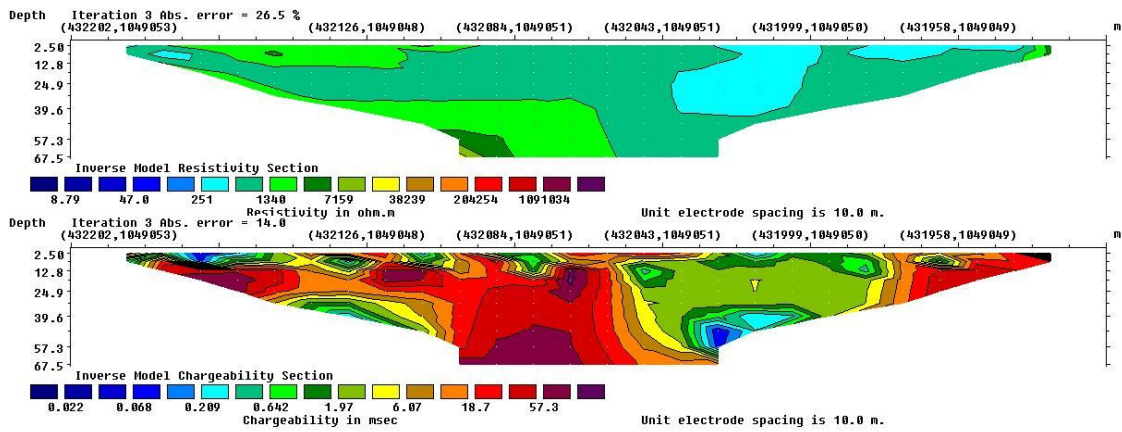 Depth Iteration 3 Abs. error = 26.5 %
(432202,1049053) (432126,1049048) (432084,1049051) (432043,1049051) (431999,1049050) (431958,1049049) m
2.50
12.8
24.9
39.6
57.3
67.5
Inverse Model Resistivity Section
8.79 47.0 251 1340 7159 38239 204254 1091034
Resistivity in ohm.m Unit electrode spacing is 10.0 m.
Depth Iteration 3 Abs. error = 14.0
(432202,1049053) (432126,1049048) (432084,1049051) (432043,1049051) (431999,1049050) (431958,1049049) m
2.50
12.8
24.9
39.6
57.3
67.5
Inverse Model Chargeability Section
0.022 0.068 0.209 0.642 1.97 6.07 18.7 57.3
Chargeability in msec Unit electrode spacing is 10.0 m.